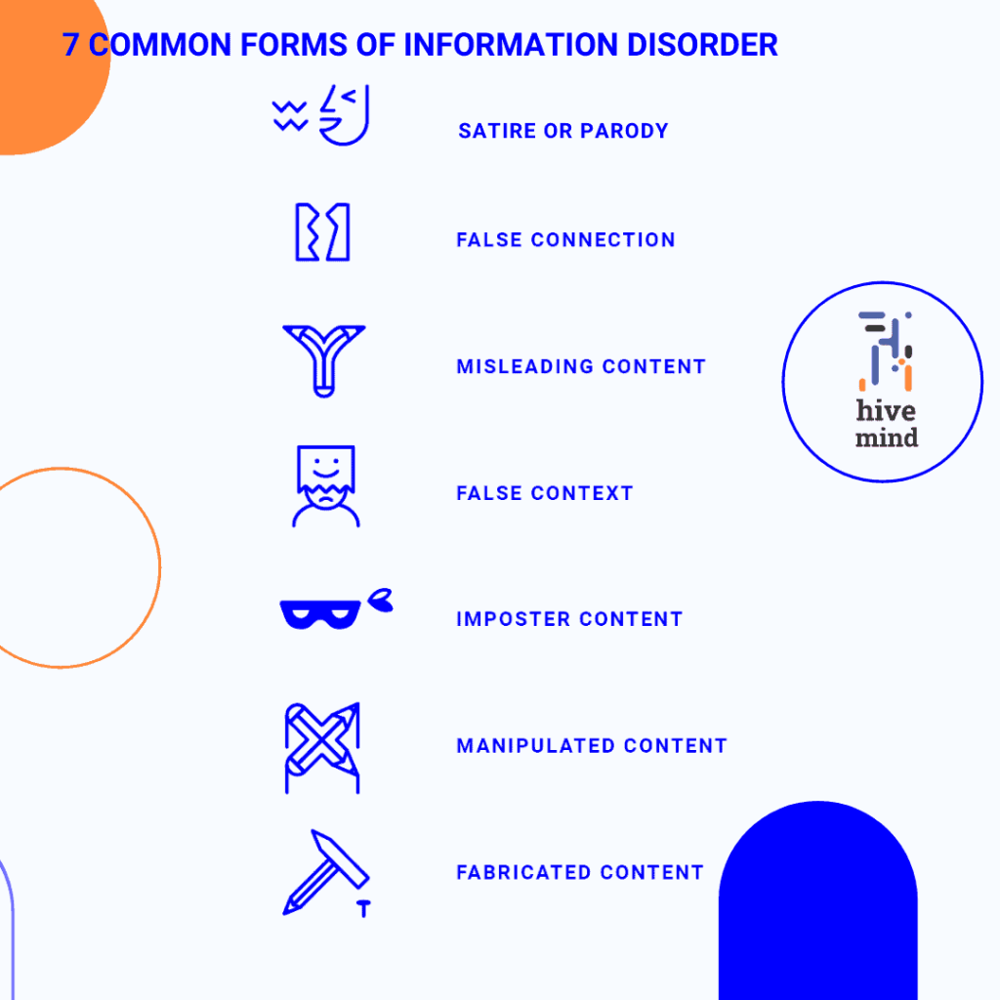 7 COMMON FORMS OF INFORMATION DISORDER
SATIRE OR PARODY
FALSE CONNECTION
MISLEADING CONTENT
hive
mind
FALSE CONTEXT
IMPOSTER CONTENT
MANIPULATED CONTENT
FABRICATED CONTENT